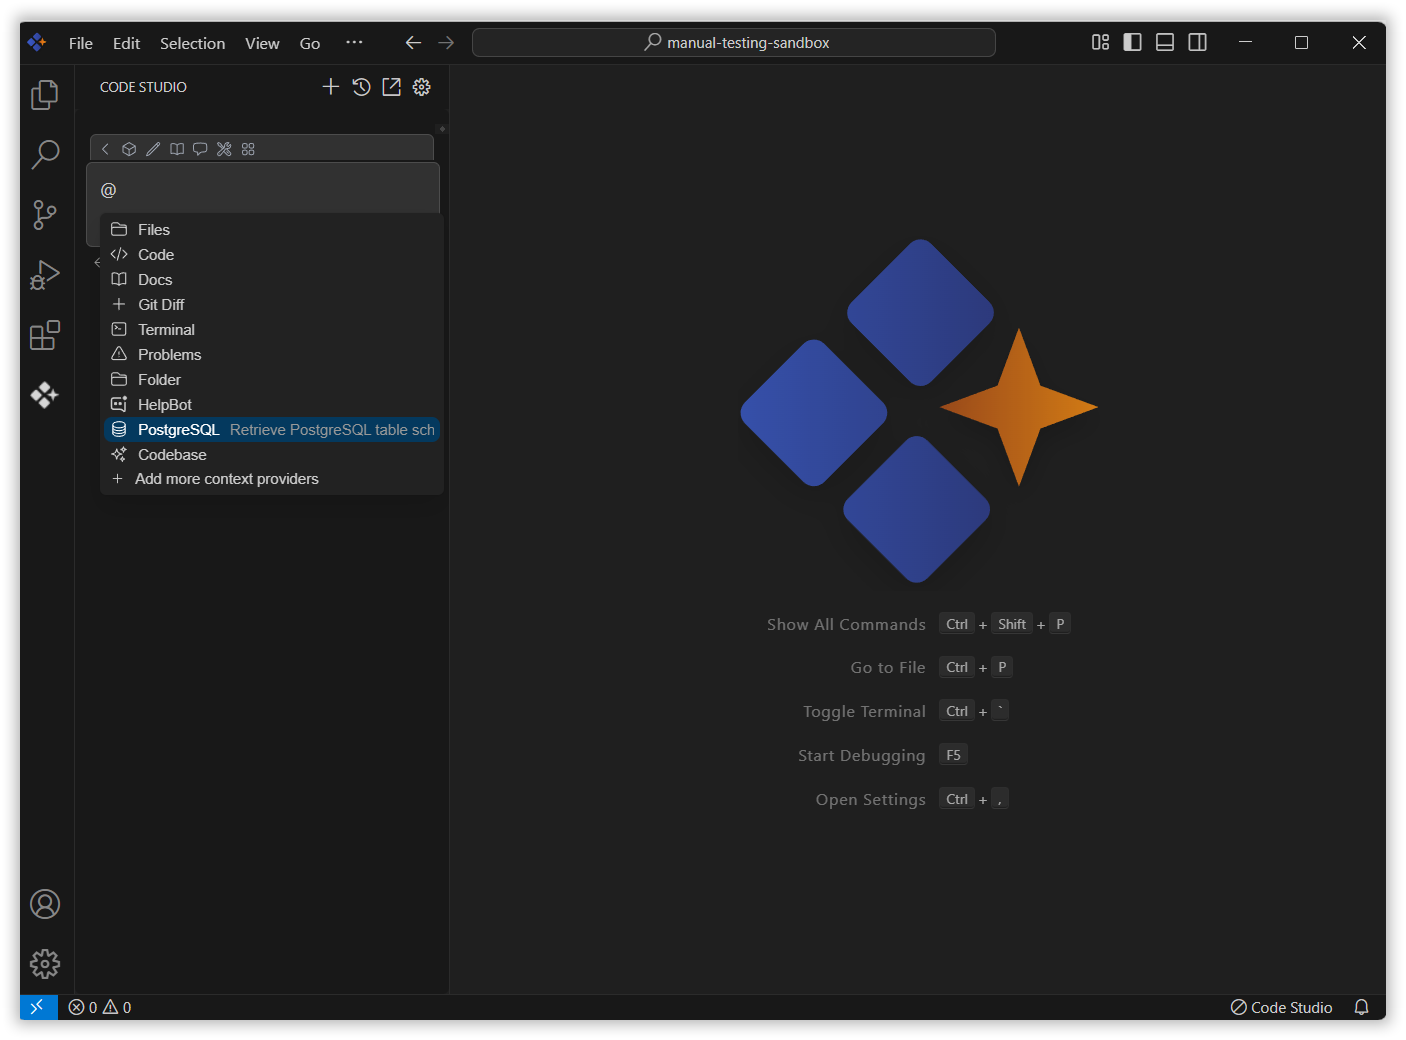 File Edit Selection View Go ··· manual-testing-sandbox
CODE STUDIO
@
Files
Code
Docs
Git Diff
Terminal
Problems
Folder
HelpBot
PostgreSQL Retrieve PostgreSQL table sch
Codebase
+ Add more context providers
Show All Commands Ctrl + Shift + P
Go to File Ctrl + P
Toggle Terminal Ctrl + `
Start Debugging F5
Open Settings Ctrl + ,
0 0 Code Studio